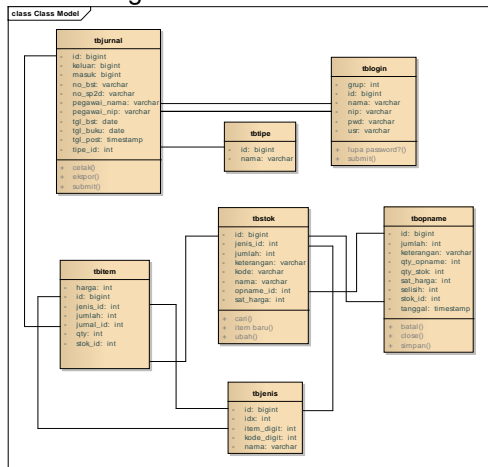 class Class Model
tbjurnal
- id: bigint
- keluar: bigint
- masuk: bigint
- no_bst: varchar
- no_sp2d: varchar
- pegawai_nama: varchar
- pegawai_nip: varchar
- tgl_bst: date
- tgl_buku: date
- tgl_post: timestamp
- tipe_id: int
+ cetak()
+ ekspor()
+ submit()
tblogin
- grup: int
- id: bigint
- nama: varchar
- nip: varchar
- pwd: varchar
- usr: varchar
+ lupa password?()
+ submit()
tbtipe
- id: bigint
- nama: varchar
tbstok
- id: bigint
- jenis_id: int
- jumlah: int
- keterangan: varchar
- kode: varchar
- nama: varchar
- opname_id: int
- sat_harga: int
+ cari()
+ item baru()
+ ubah()
tbopname
- id: bigint
- jumlah: int
- keterangan: varchar
- qty_opname: int
- qty_stok: int
- sat_harga: int
- selisih: int
- stok_id: int
- tanggal: timestamp
+ batal()
+ close()
+ simpan()
tbitem
- harga: int
- id: bigint
- jenis_id: int
- jumlah: int
- jurnal_id: int
- qty: int
- stok_id: int
tbjenis
- id: bigint
- idx: int
- item_digit: int
- kode_digit: int
- nama: varchar